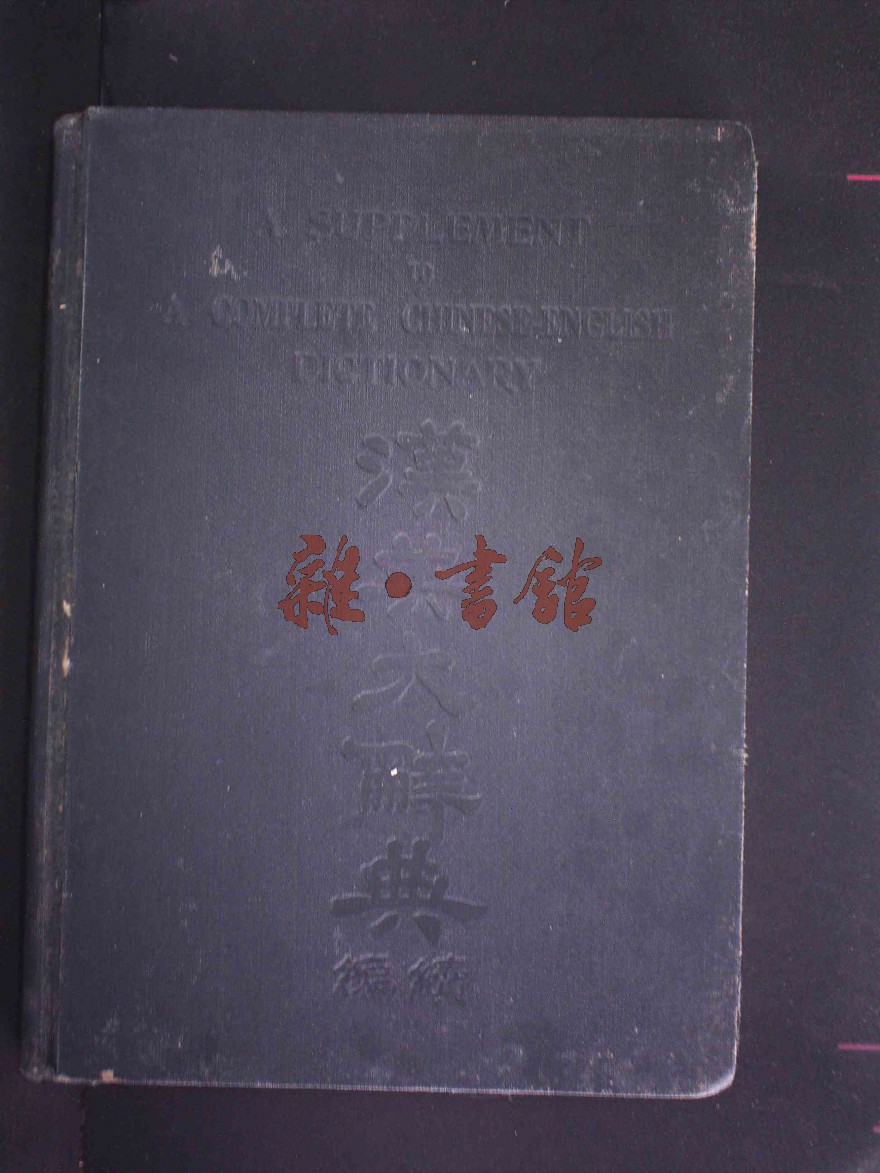 A SUPPLEMENT
TO
A COMPLETE CHINESE-ENGLISH
DICTIONARY
漢英大辭典
續編
雜·書館